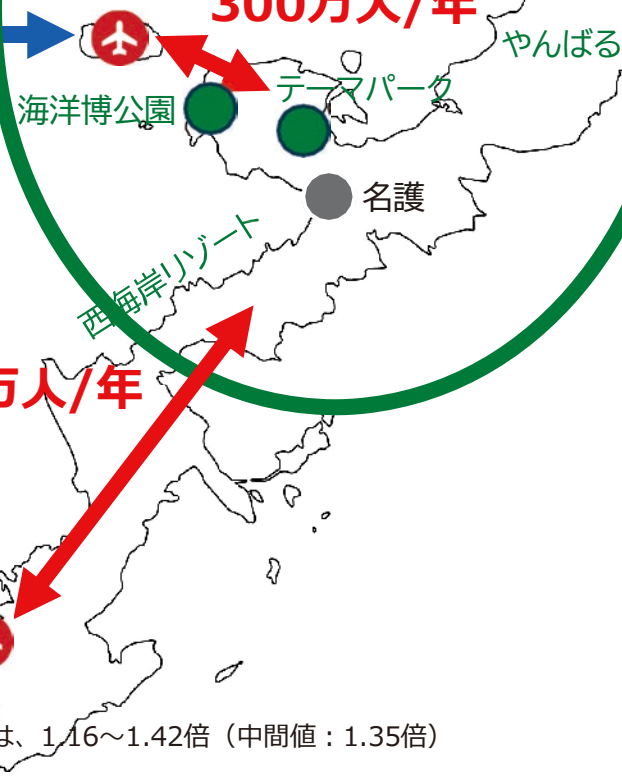 300万人/年
やんばる
テーマパーク
海洋博公園
名護
西海岸リゾート
万人/年
は、1.16～1.42倍（中間値：1.35倍）